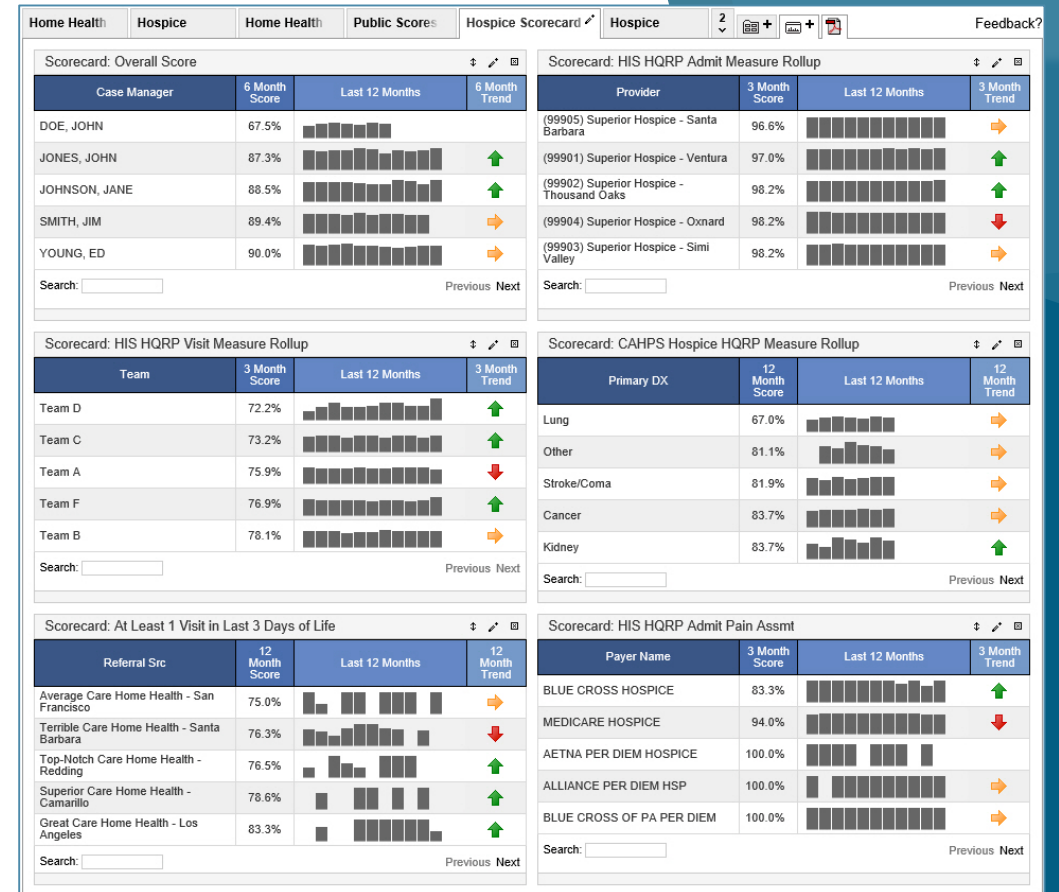 Home Health Hospice Home Health Public Scores Hospice Scorecard Hospice 2 + + Feedback?
Scorecard: Overall Score
Case Manager 6 Month Score Last 12 Months 6 Month Trend
DOE, JOHN 67.5%
JONES, JOHN 87.3%
JOHNSON, JANE 88.5%
SMITH, JIM 89.4%
YOUNG, ED 90.0%
Search: Previous Next
Scorecard: HIS HQRP Admit Measure Rollup
Provider 3 Month Score Last 12 Months 3 Month Trend
(99905) Superior Hospice - Santa
Barbara 96.6%
(99901) Superior Hospice - Ventura 97.0%
(99902) Superior Hospice -
Thousand Oaks 98.2%
(99904) Superior Hospice - Oxnard 98.2%
(99903) Superior Hospice - Simi
Valley 98.2%
Search: Previous Next
Scorecard: HIS HQRP Visit Measure Rollup
Team 3 Month Score Last 12 Months 3 Month Trend
Team D 72.2%
Team C 73.2%
Team A 75.9%
Team F 76.9%
Team B 78.1%
Search: Previous Next
Scorecard: CAHPS Hospice HQRP Measure Rollup
Primary DX 12 Month Score Last 12 Months 12 Month Trend
Lung 67.0%
Other 81.1%
Stroke/Coma 81.9%
Cancer 83.7%
Kidney 83.7%
Search: Previous Next
Scorecard: At Least 1 Visit in Last 3 Days of Life
Referral Src 12 Month Score Last 12 Months 12 Month Trend
Average Care Home Health - San
Francisco 75.0%
Terrible Care Home Health - Santa
Barbara 76.3%
Top-Notch Care Home Health -
Redding 76.5%
Superior Care Home Health -
Camarillo 78.6%
Great Care Home Health - Los
Angeles 83.3%
Search: Previous Next
Scorecard: HIS HQRP Admit Pain Assmt
Payer Name 3 Month Score Last 12 Months 3 Month Trend
BLUE CROSS HOSPICE 83.3%
MEDICARE HOSPICE 94.0%
AETNA PER DIEM HOSPICE 100.0%
ALLIANCE PER DIEM HSP 100.0%
BLUE CROSS OF PA PER DIEM 100.0%
Search: Previous Next